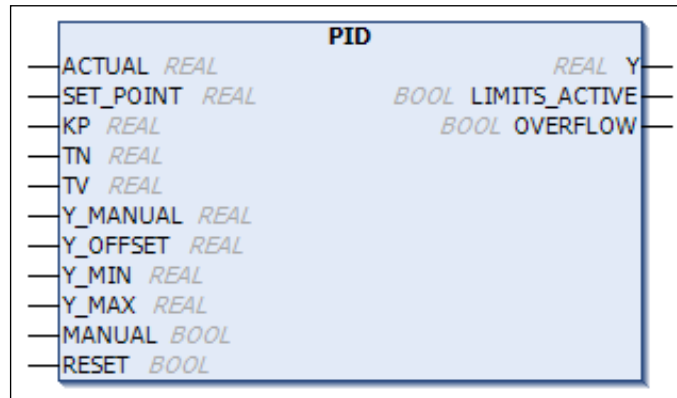 PID
ACTUAL REAL REAL Y
SET_POINT REAL BOOL LIMITS_ACTIVE
KP REAL BOOL OVERFLOW
TN REAL
TV REAL
Y_MANUAL REAL
Y_OFFSET REAL
Y_MIN REAL
Y_MAX REAL
MANUAL BOOL
RESET BOOL